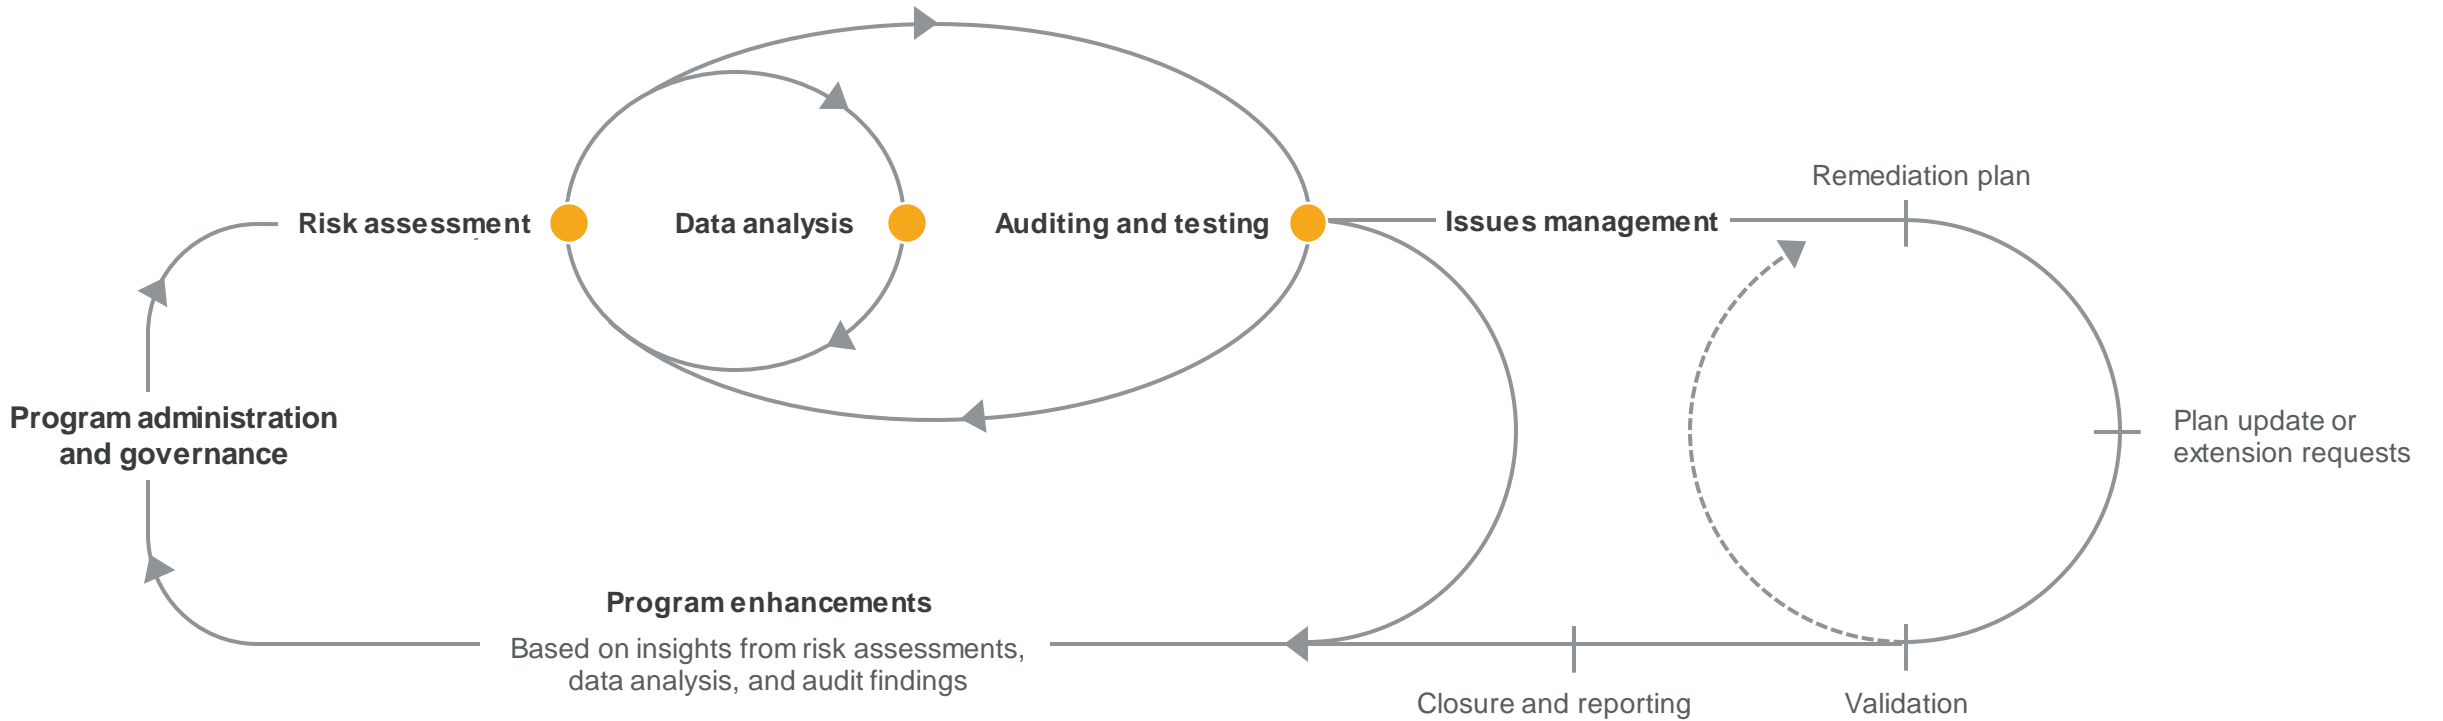 Remediation plan
Risk assessment
Data analysis
Auditing and testing
Issues management
Program administration
and governance
Plan update or
extension requests
Program enhancements
Based on insights from risk assessments,
data analysis, and audit findings
Closure and reporting
Validation